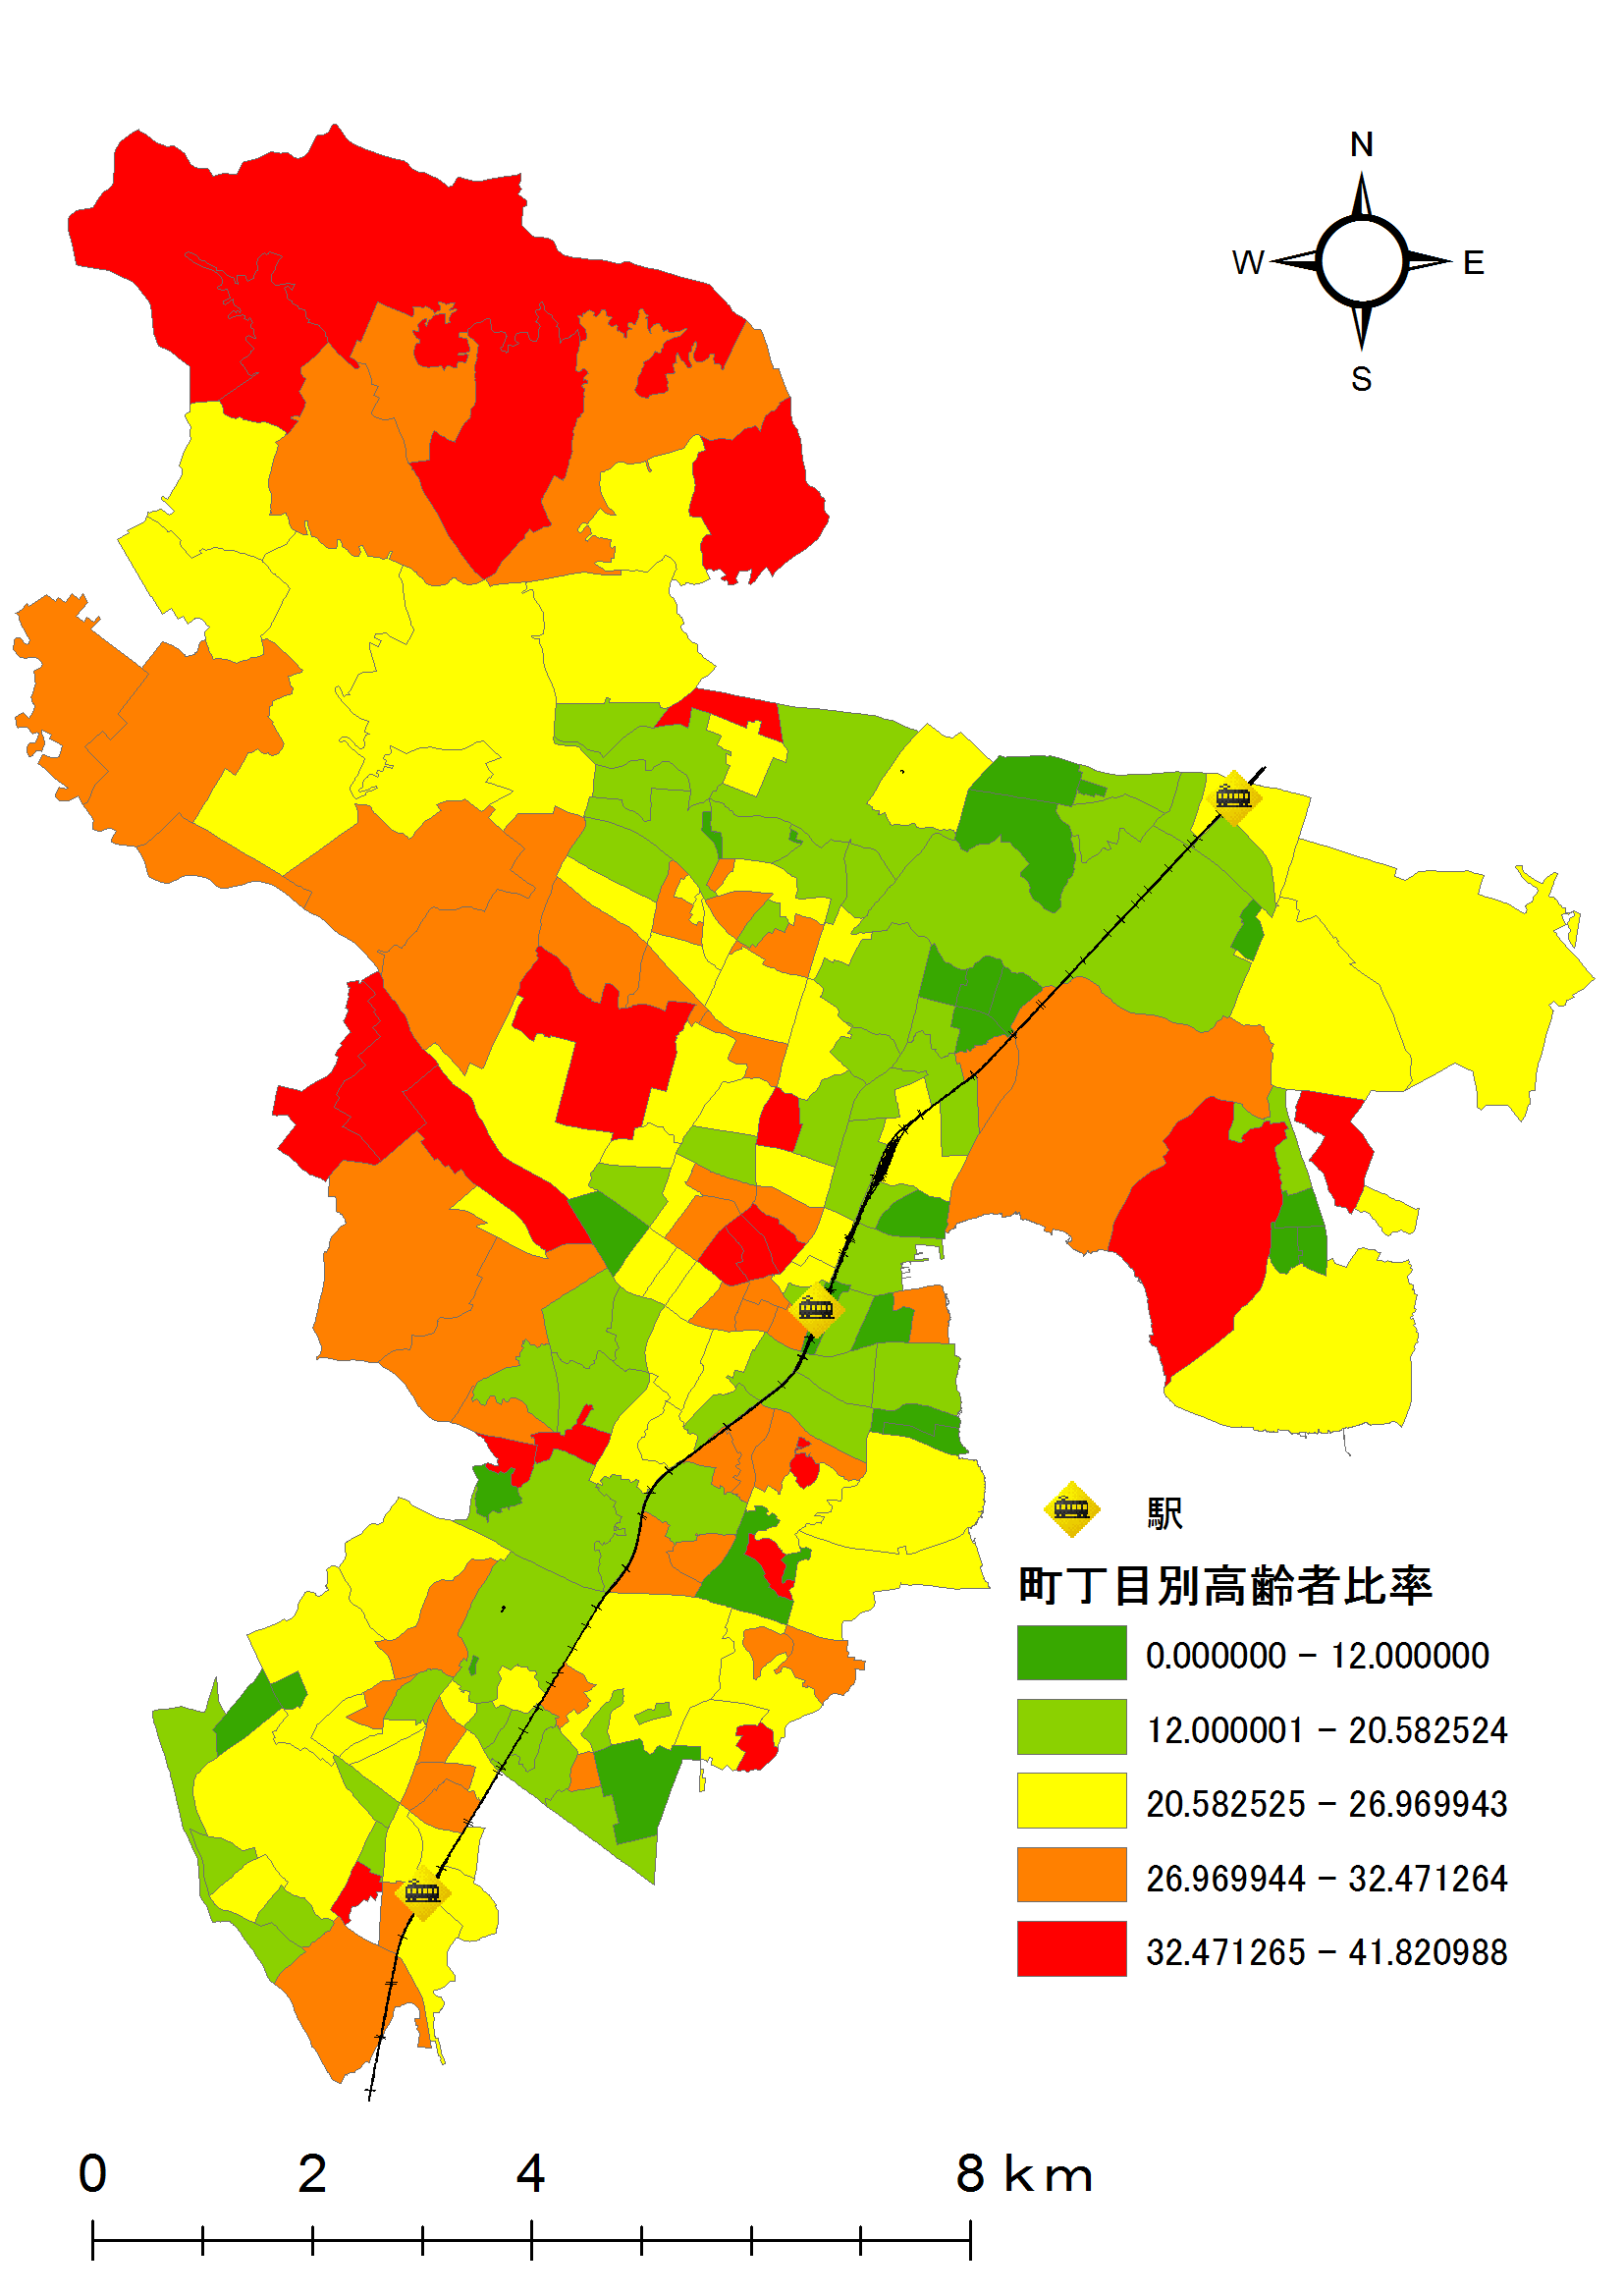 N
W E
S
駅
町丁目別高齢者比率
0.000000 – 12.000000
12.000001 – 20.582524
20.582525 – 26.969943
26.969944 – 32.471264
32.471265 – 41.820988
0 2 4 8 km